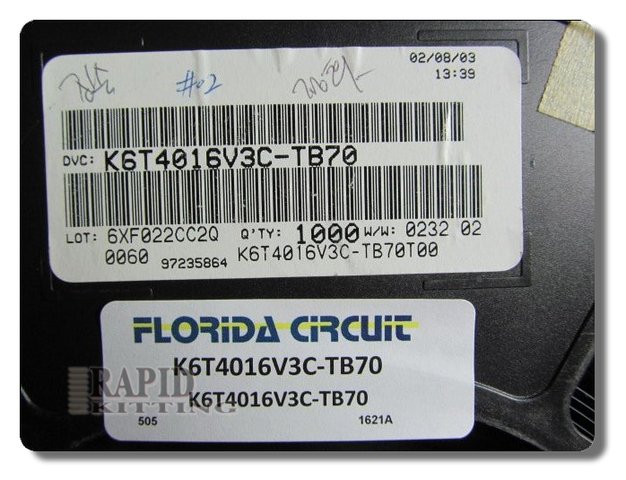 #02
02/08/03
13:39
DVC: K6T4016V3C-TB70
LOT: 6XF022CC2Q Q'TY: 1000 W/W: 0232 02
0060 97235864 K6T4016V3C-TB70T00
FLORIDA CIRCUIT
K6T4016V3C-TB70
K6T4016V3C-TB70
505 1621A
RAPID
KITTING